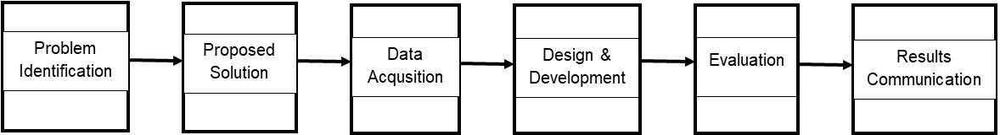 Problem
Identification
Proposed
Solution
Data
Acqusition
Design &
Development
Evaluation
Results
Communication